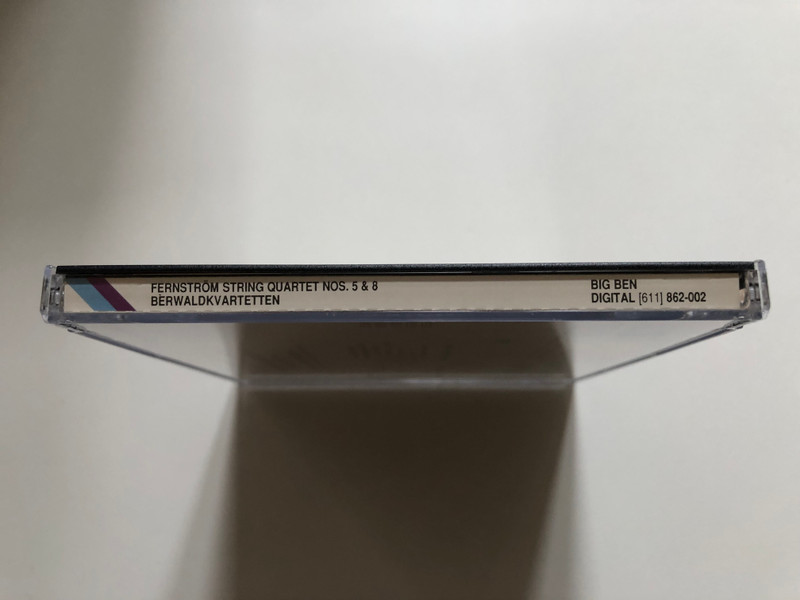 FERNSTRÖM STRING QUARTET NOS. 5 & 8
BERWALDKVARTETTEN
BIG BEN
DIGITAL [611] 862-002